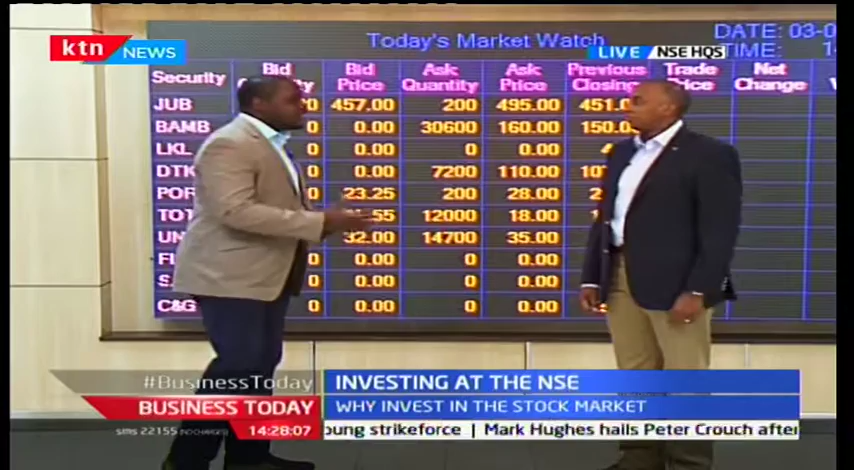 ktn NEWS
LIVE NSE HQS
Today's Market Watch
DATE: 03-0
TIME:
Security Bid Bid Price Ask Quantity Ask Price Previous Closing Trade Net Change
JUB 457.00 200 495.00 451.0
BAMB 0 0.00 30600 160.00 150.0
LKL 0 0.00 0 0.00
DTK 0 0.00 7200 110.00
POR 0 23.25 200 28.00
TOT 12000 18.00
UN 32.00 14700 35.00
0 0.00 0 0.00
0 0.00 0 0.00
C&G 0 0.00 0 0.00
#BusinessToday
INVESTING AT THE NSE
BUSINESS TODAY
WHY INVEST IN THE STOCK MARKET
sms 22155
14:28:07
oung strikeforce | Mark Hughes hails Peter Crouch after